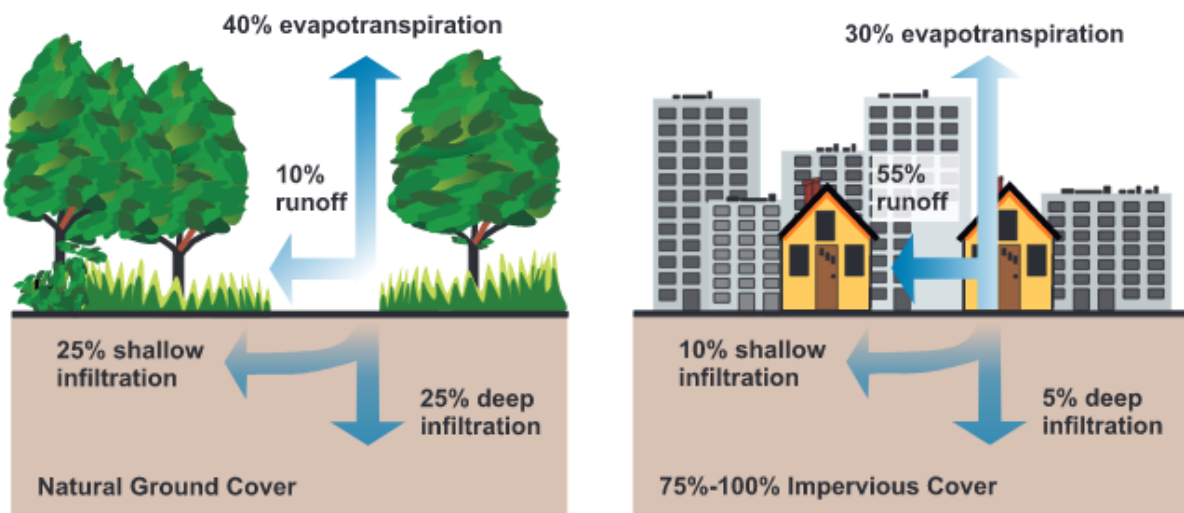 40% evapotranspiration
10%
runoff
25% shallow
infiltration
25% deep
infiltration
Natural Ground Cover
30% evapotranspiration
55%
runoff
10% shallow
infiltration
5% deep
infiltration
75%-100% Impervious Cover